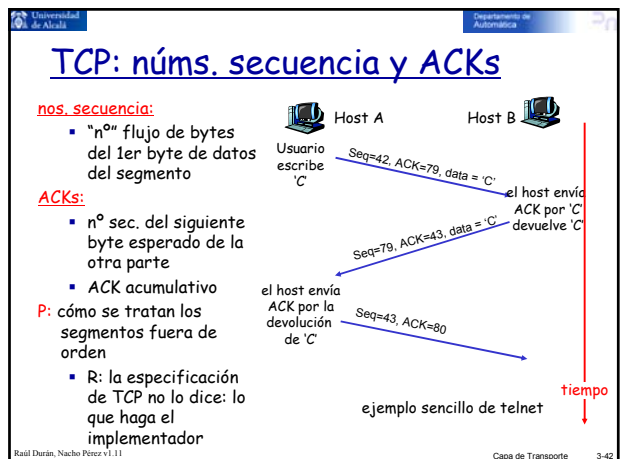 Universidad
de Alcalá
Departamento de
Automática
TCP: núms. secuencia y ACKs
nos. secuencia:
▪ “nº” flujo de bytes
del 1er byte de datos
del segmento
ACKs:
▪ nº sec. del siguiente
byte esperado de la
otra parte
▪ ACK acumulativo
P: cómo se tratan los
segmentos fuera de
orden
▪ R: la especificación
de TCP no lo dice: lo
que haga el
implementador
Host A
Host B
Usuario
escribe
‘C’
Seq=42, ACK=79, data = ‘C’
el host envía
ACK por ‘C’
devuelve ‘C’
Seq=79, ACK=43, data = ‘C’
el host envía
ACK por la
devolución
de ‘C’
Seq=43, ACK=80
tiempo
ejemplo sencillo de telnet
Raúl Durán, Nacho Pérez v1.11
Capa de Transporte
3-42